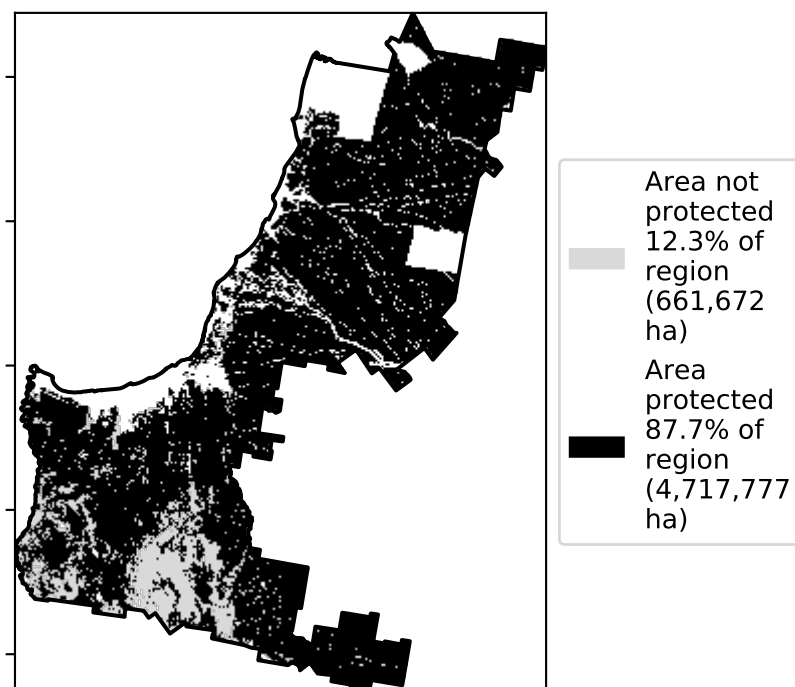 Area not
protected
12.3% of
region
(661,672
ha)
Area
protected
87.7% of
region
(4,717,777
ha)